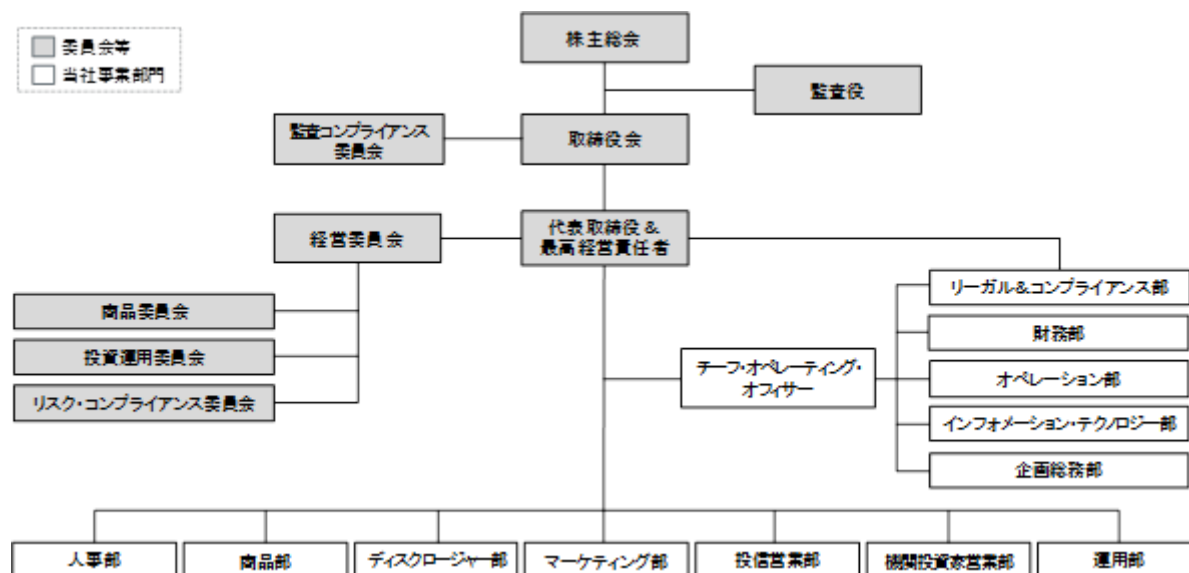 株主総会
委員会等
当社事業部門
監査役
監査コンプライアンス
委員会
取締役会
経営委員会
代表取締役&
最高経営責任者
リーガル&コンプライアンス部
商品委員会
財務部
投資運用委員会
チーフ・オペレーティング・
オフィサー
オペレーション部
リスク・コンプライアンス委員会
インフォメーション・テクノロジー部
企画総務部
人事部
商品部
ディスクロージャー部
マーケティング部
投信営業部
機関投資家営業部
運用部